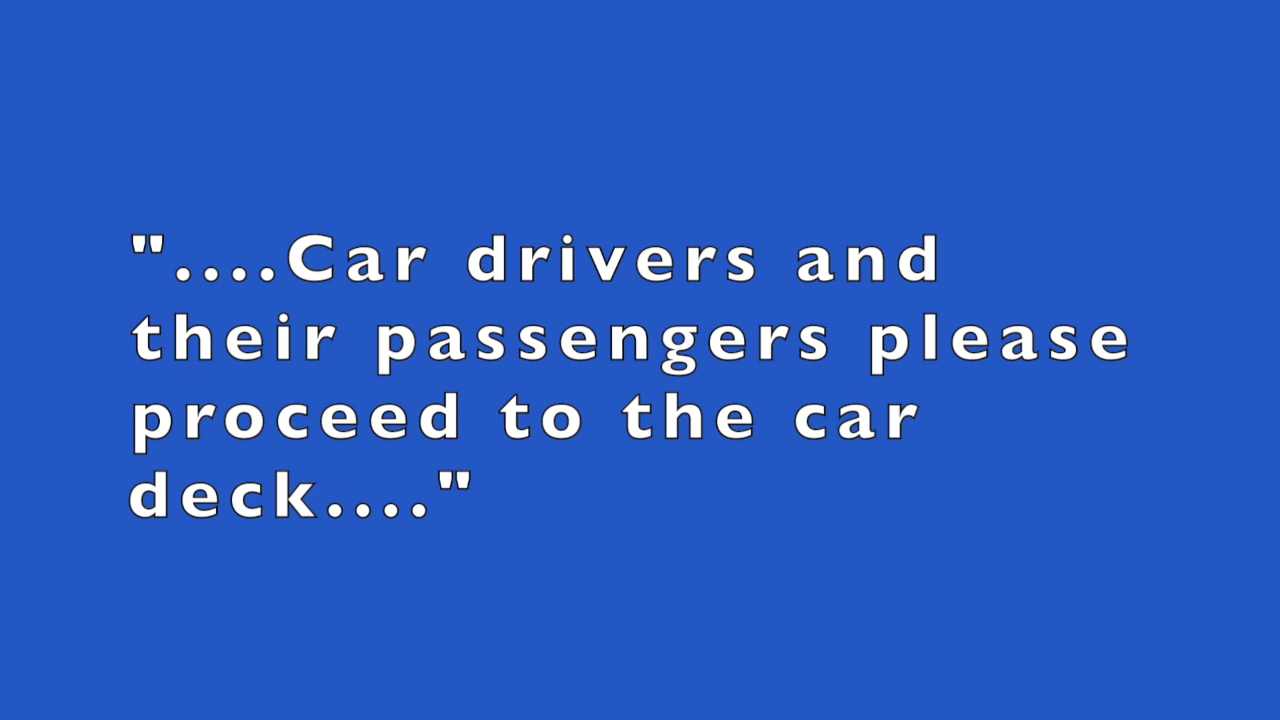 "....Car drivers and
their passengers please
proceed to the car
deck...."